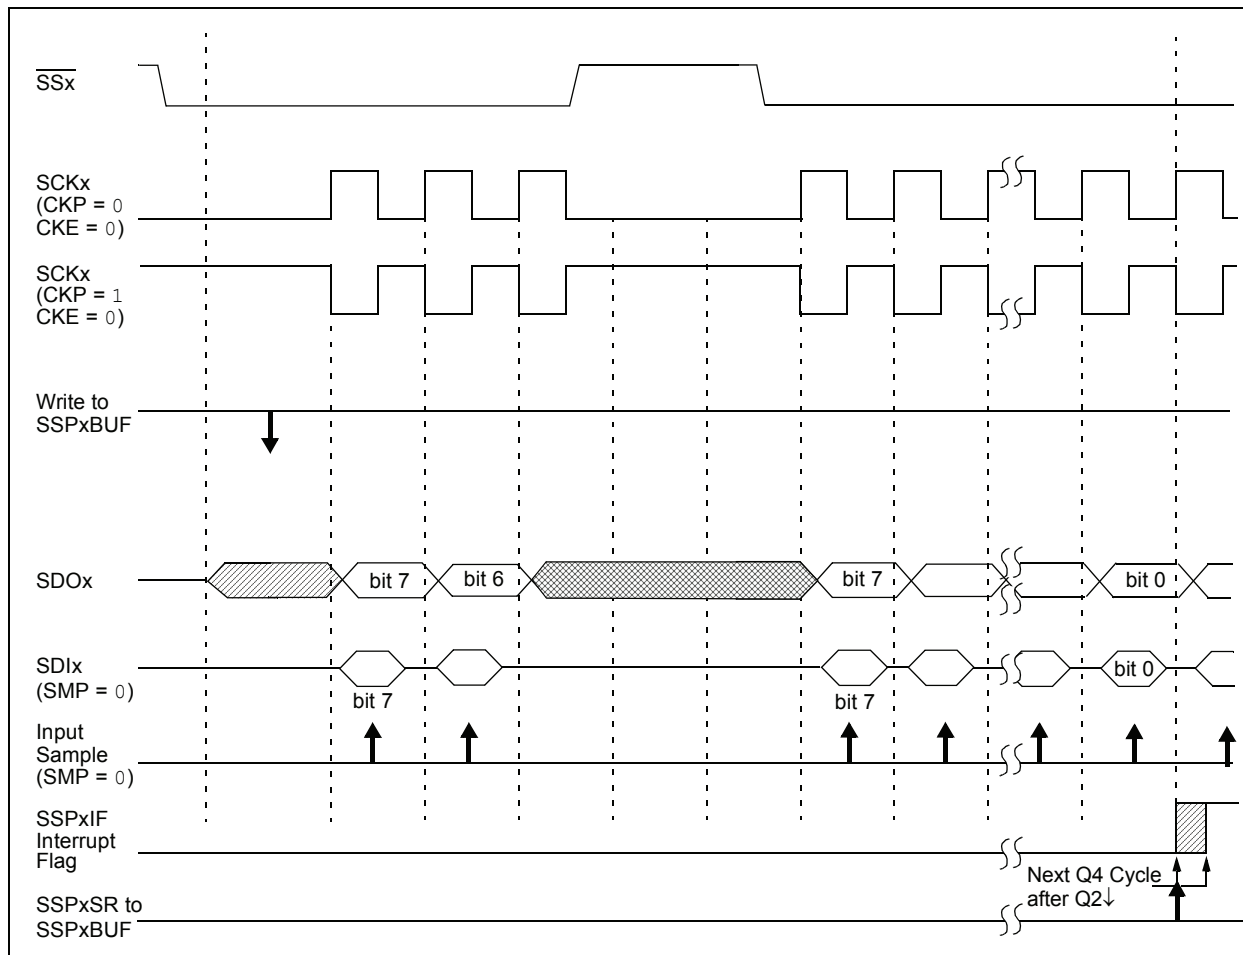 SSx
SCKx
(CKP = 0
CKE = 0)
SCKx
(CKP = 1
CKE = 0)
Write to
SSPxBUF
SDOx
bit 7
bit 6
bit 7
bit 0
SDIx
(SMP = 0)
bit 7
bit 7
bit 0
Input
Sample
(SMP = 0)
SSPxIF
Interrupt
Flag
Next Q4 Cycle
after Q2↓
SSPxSR to
SSPxBUF